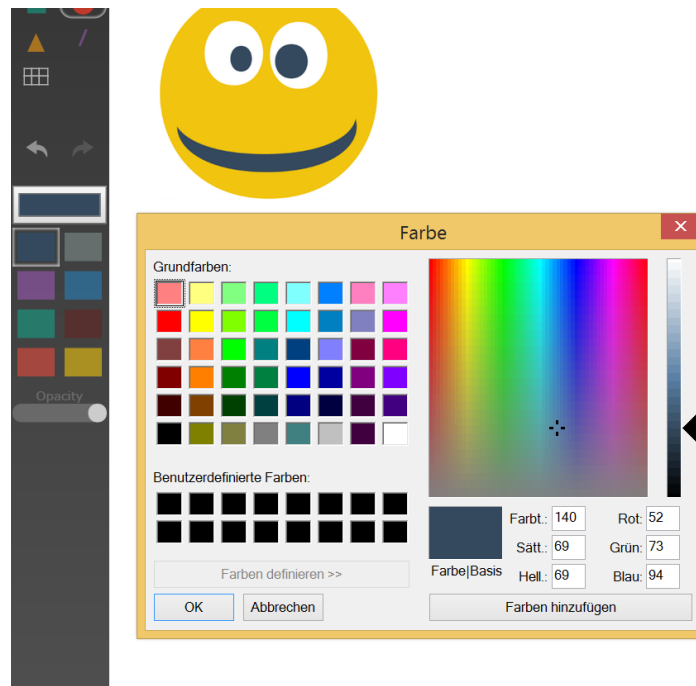 Opacity
Farbe
Grundfarben:
Benutzerdefinierte Farben:
Farben definieren >>
OK
Abbrechen
Farbe|Basis
Farbt.: 140
Sätt.: 69
Hell.: 69
Rot: 52
Grün: 73
Blau: 94
Farben hinzufügen